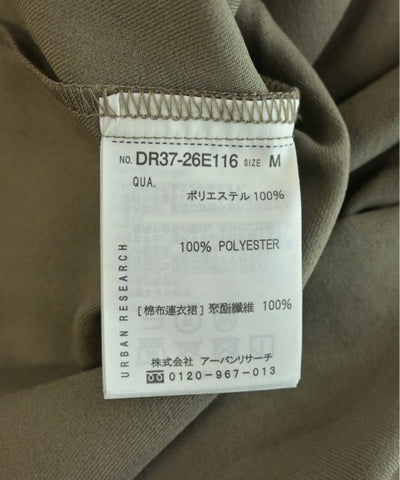 NO. DR37-26E116 SIZE M
QUA.
ポリエステル 100%
100% POLYESTER
[棉布連衣裙] 聚酯纖維 100%
URBAN RESEARCH
株式会社 アーバンリサーチ
0120-967-013